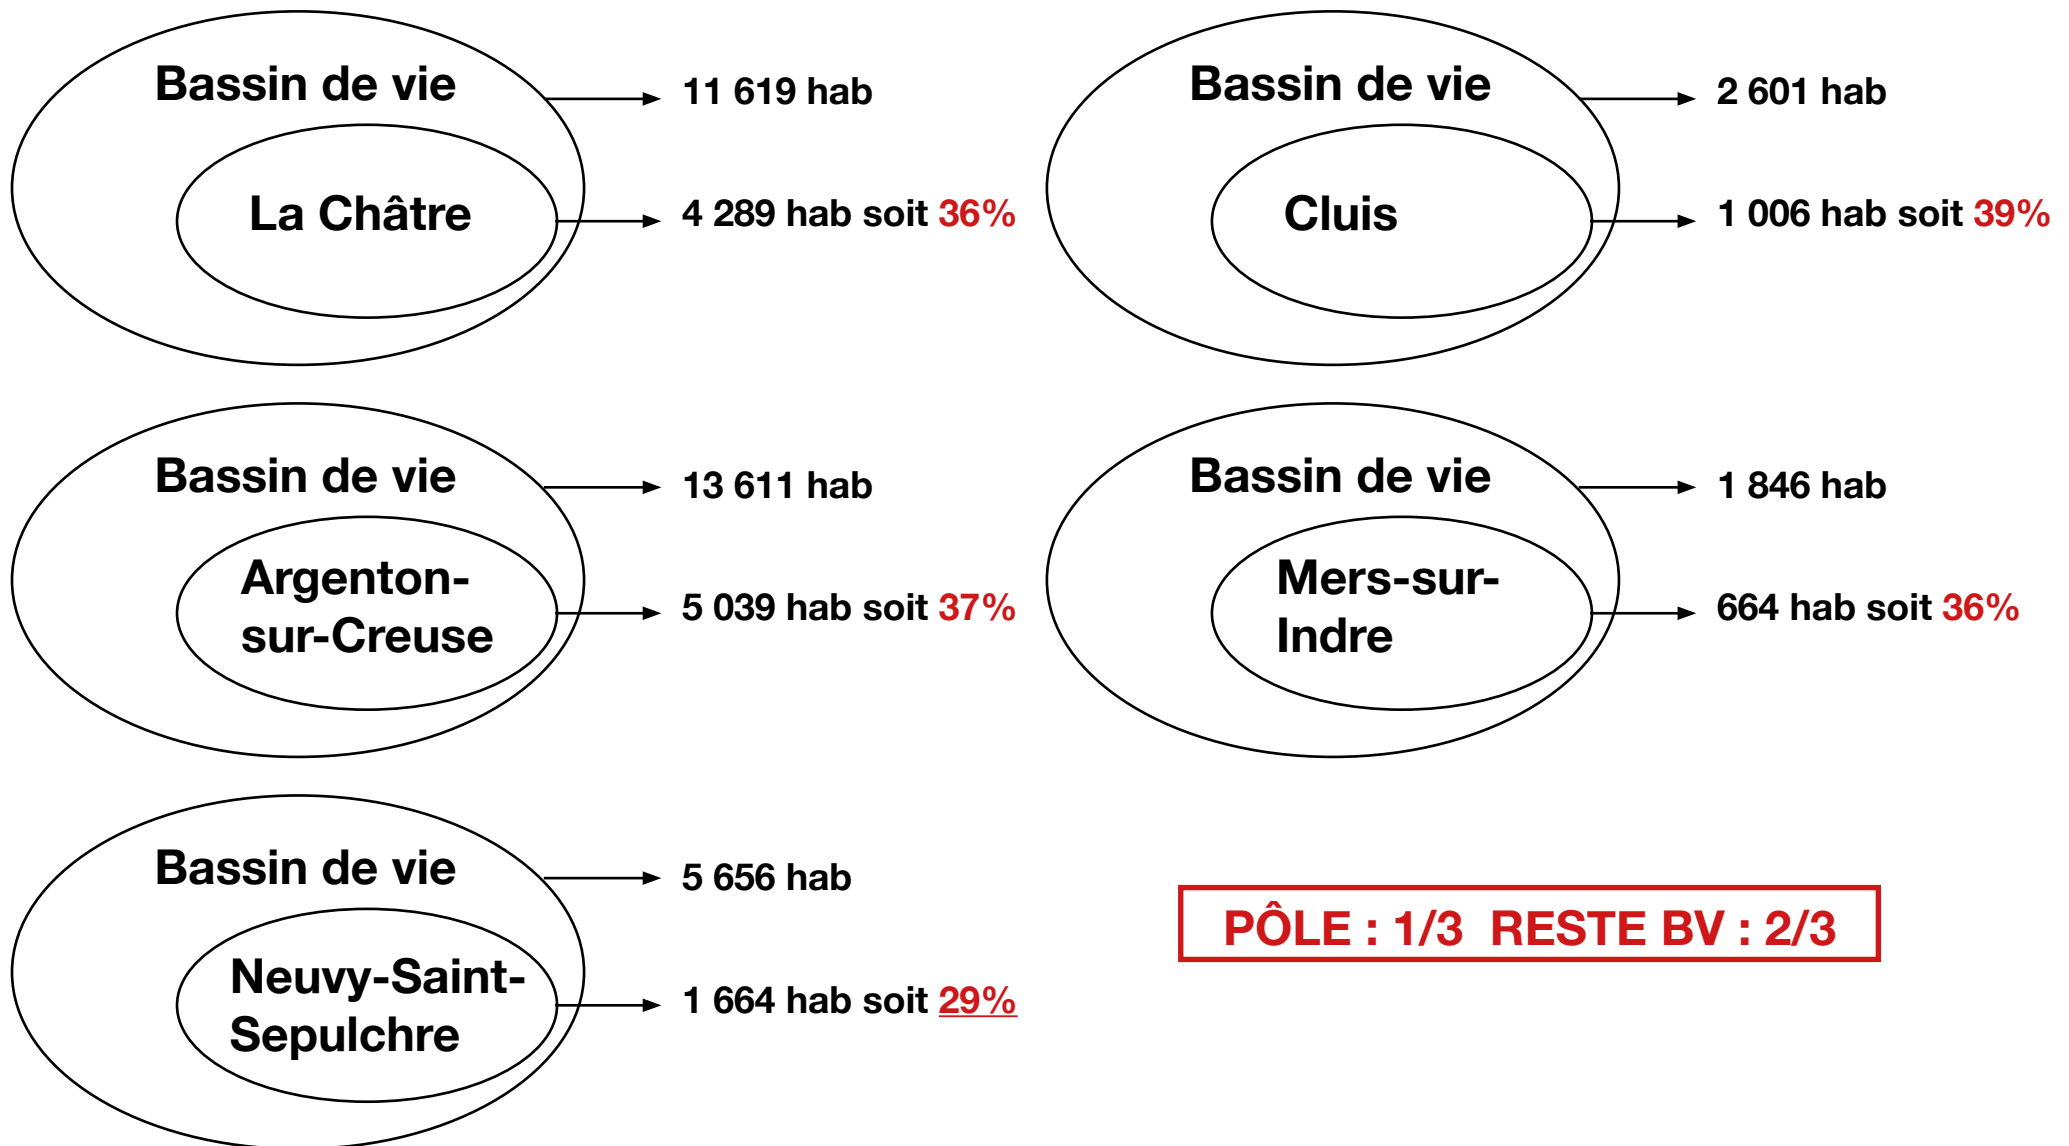 Bassin de vie
11 619 hab
La Châtre
4 289 hab soit 36%
Bassin de vie
2 601 hab
Cluis
1 006 hab soit 39%
Bassin de vie
13 611 hab
Argenton-
sur-Creuse
5 039 hab soit 37%
Bassin de vie
1 846 hab
Mers-sur-
Indre
664 hab soit 36%
Bassin de vie
5 656 hab
Neuvy-Saint-
Sepulchre
1 664 hab soit 29%
PÔLE : 1/3 RESTE BV : 2/3